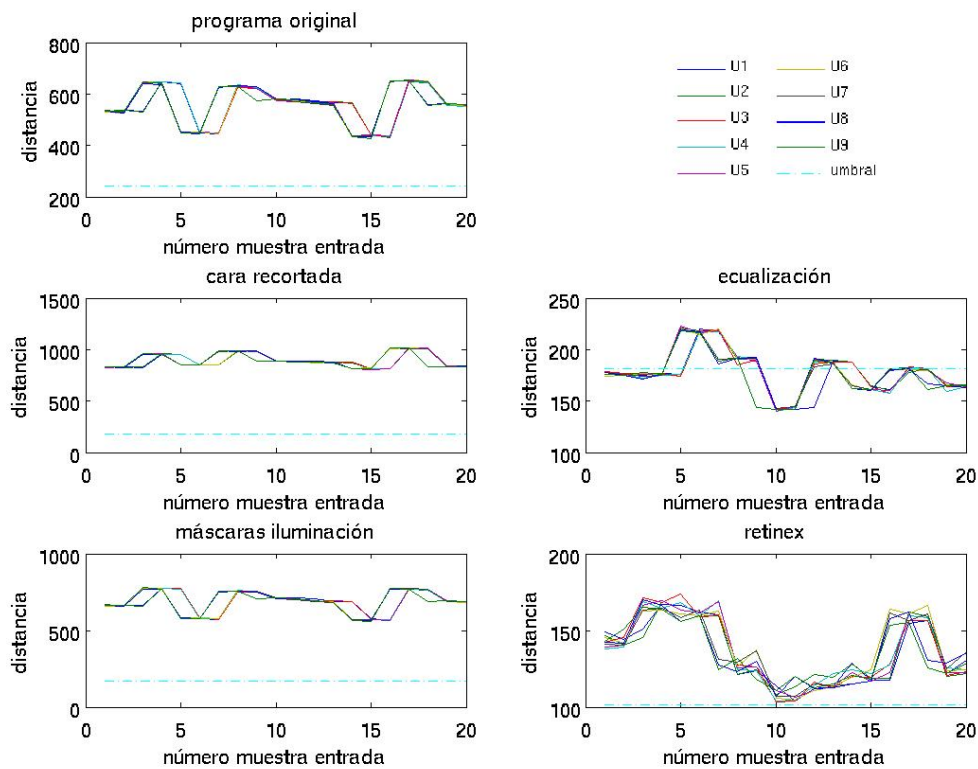 programa original
800
600
400
200
distancia
0 5 10 15 20
número muestra entrada
U1
U2
U3
U4
U5
U6
U7
U8
U9
umbral
cara recortada
1500
1000
500
0
distancia
0 5 10 15 20
número muestra entrada
ecualización
250
200
150
100
distancia
0 5 10 15 20
número muestra entrada
máscaras iluminación
1000
500
0
distancia
0 5 10 15 20
número muestra entrada
retinex
200
150
100
distancia
0 5 10 15 20
número muestra entrada